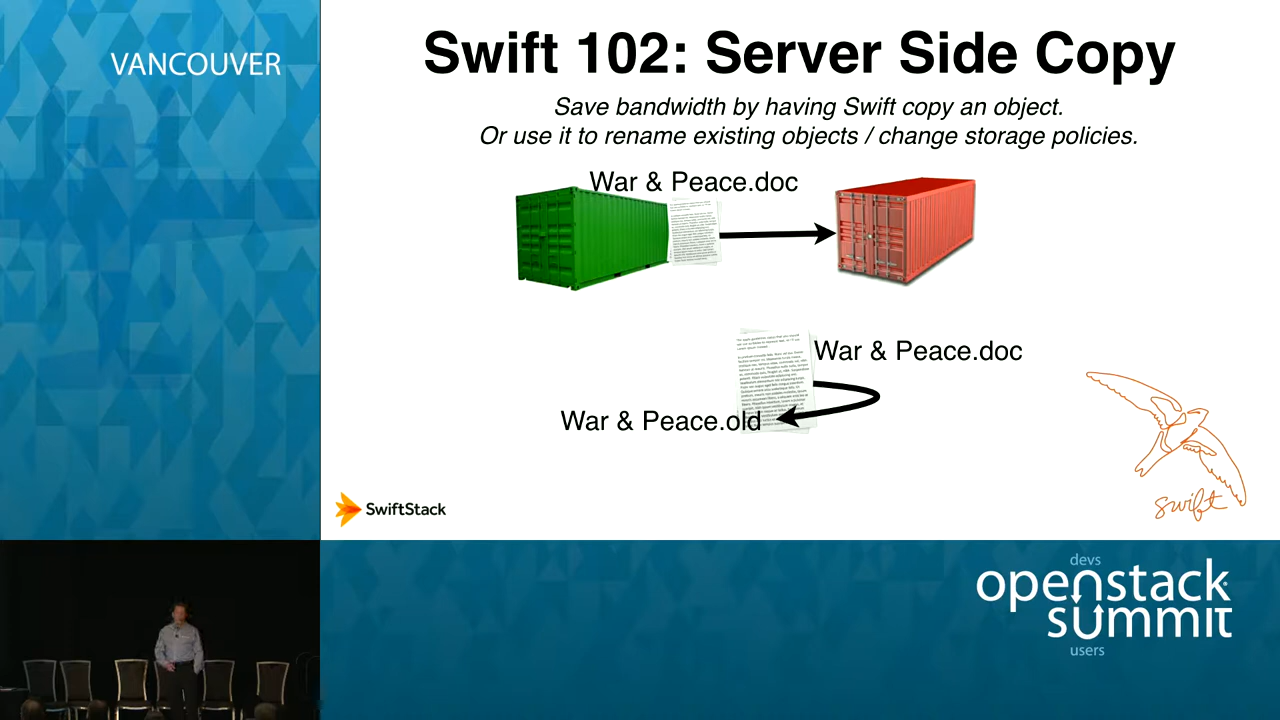 VANCOUVER
Swift 102: Server Side Copy
Save bandwidth by having Swift copy an object.
Or use it to rename existing objects / change storage policies.
War & Peace.doc
War & Peace.doc
War & Peace.old
SwiftStack
swift
devs
openstack
summit
users